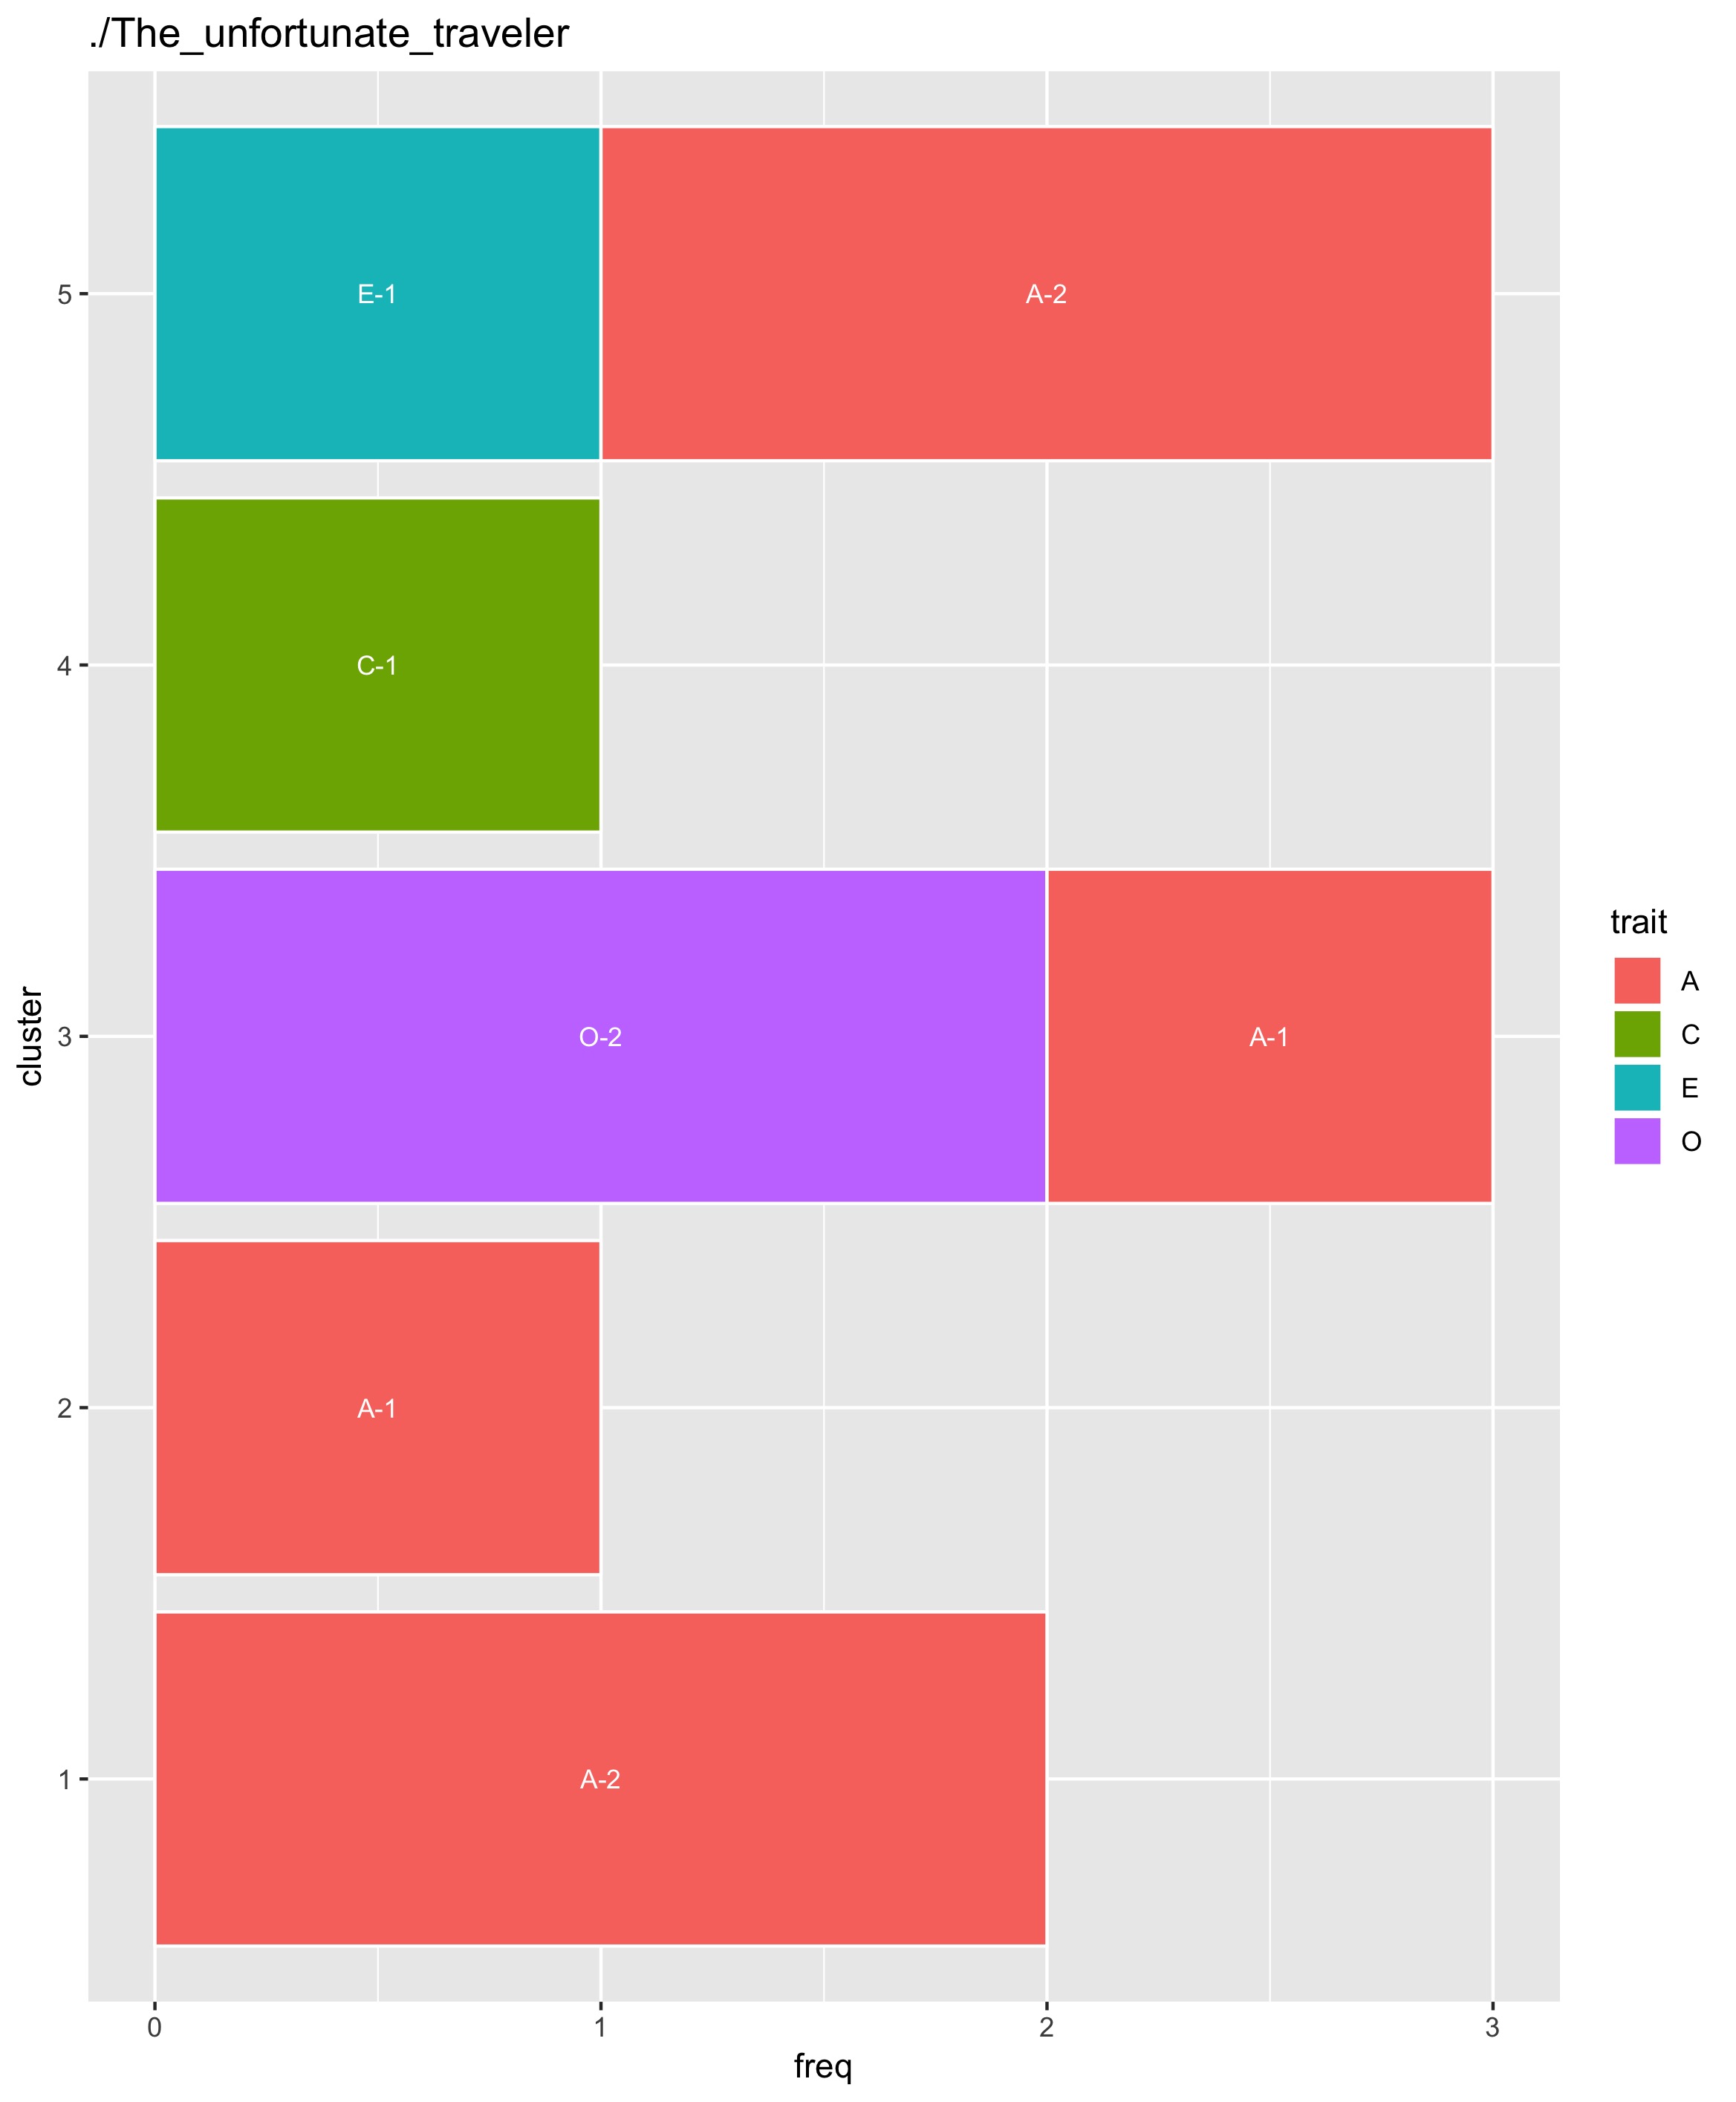 ./The_unfortunate_traveler
5
E-1
A-2
4
C-1
3
O-2
A-1
2
A-1
1
A-2
0
1
2
3
freq
cluster
trait
A
C
E
O